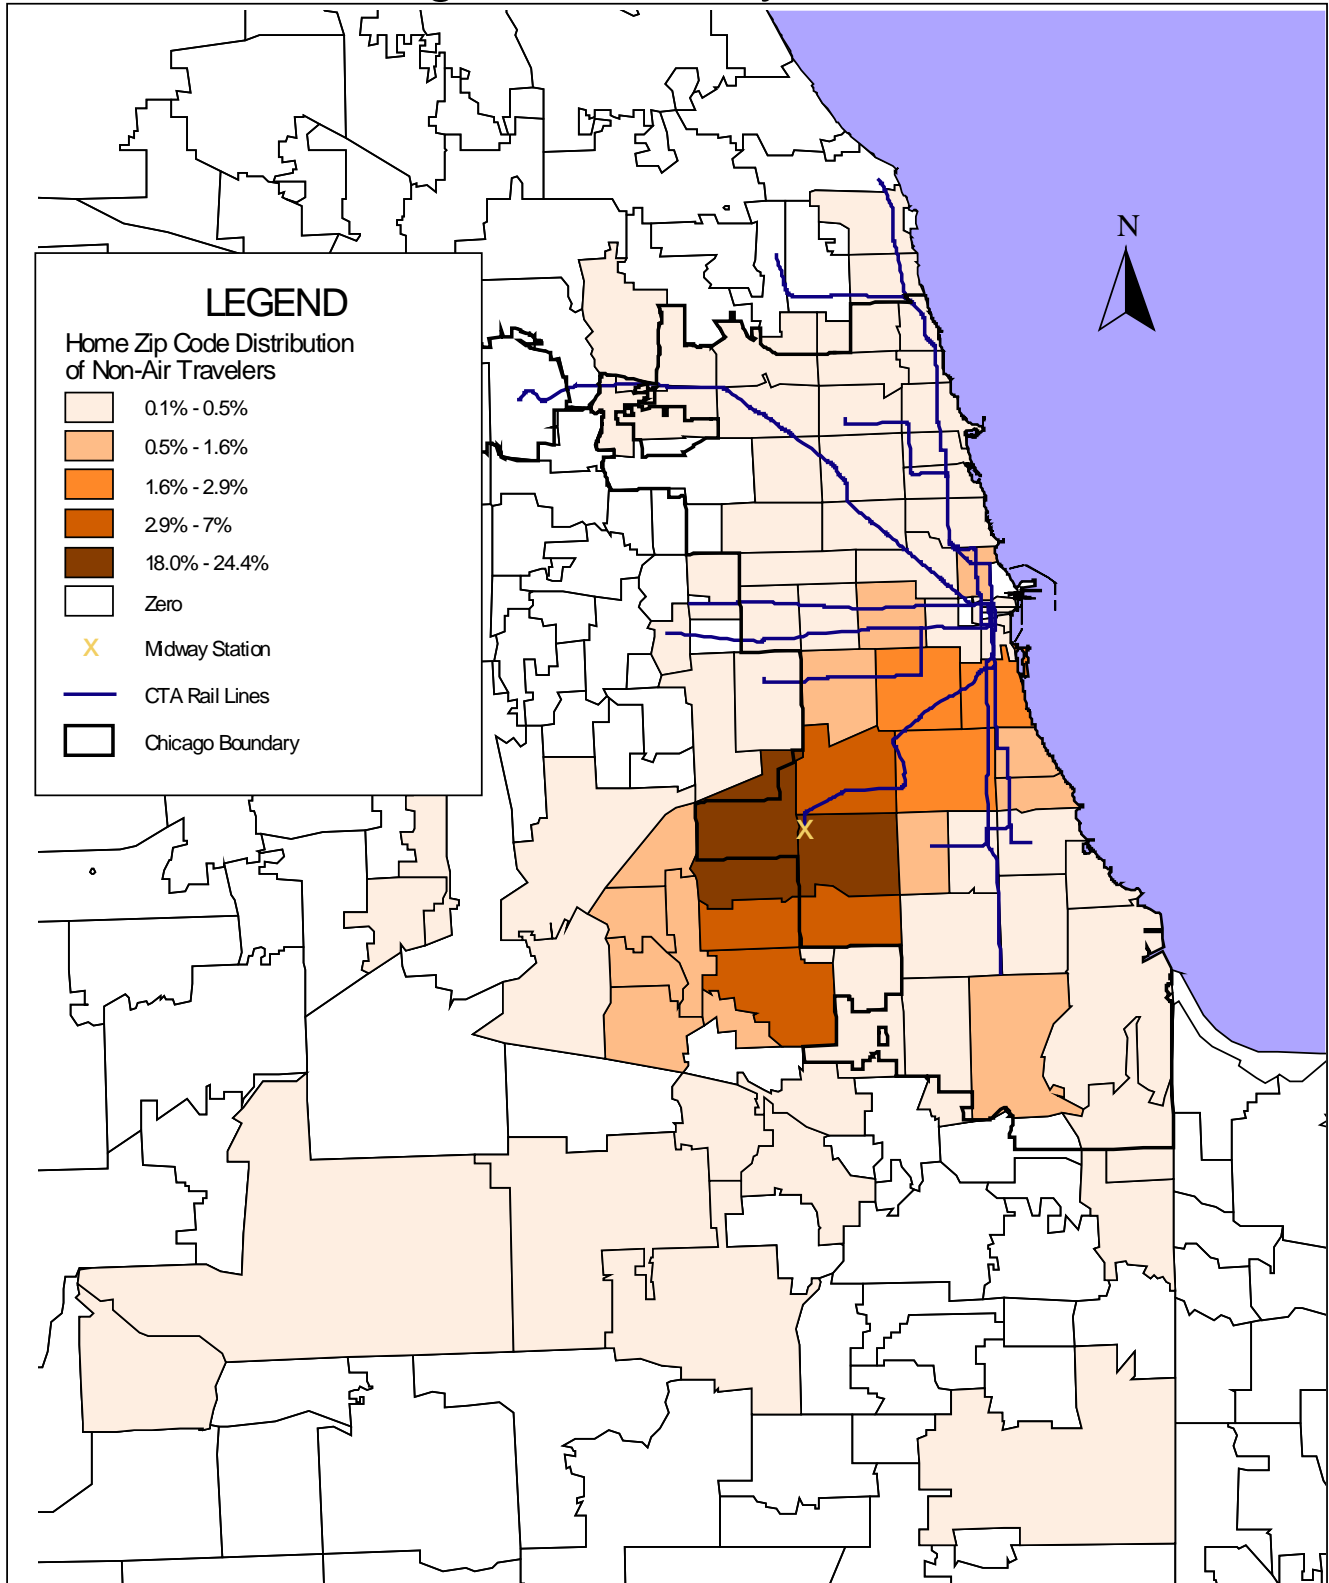 N
LEGEND
Home Zip Code Distribution
of Non-Air Travelers
0.1% - 0.5%
0.5% - 1.6%
1.6% - 2.9%
2.9% - 7%
18.0% - 24.4%
Zero
X Midway Station
CTA Rail Lines
Chicago Boundary
X